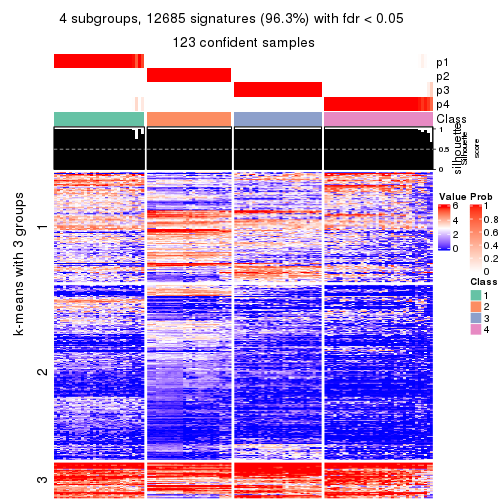 4 subgroups, 12685 signatures (96.3%) with fdr < 0.05
123 confident samples
p1
p2
p3
p4
Class
silhouette
Silhouette
score
1
0.5
0
k-means with 3 groups
1
2
3
Value
6
4
2
0
Prob
1
0.8
0.6
0.4
0.2
0
Class
1
2
3
4